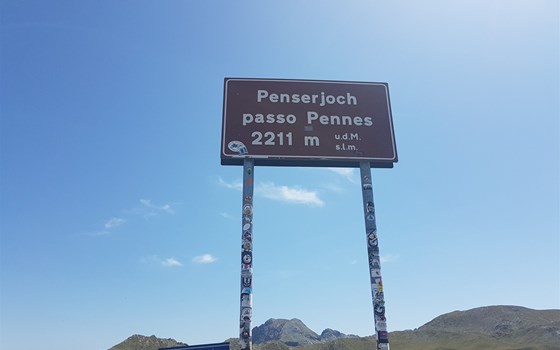 Penserjoch
passo Pennes
2211 m u.d.M.
s.l.m.